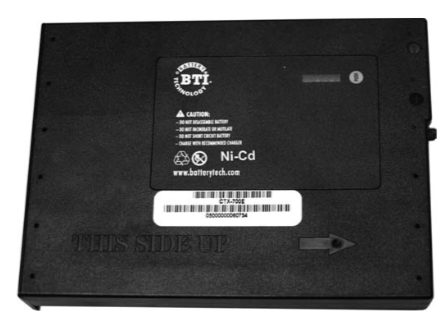 BATTERY
BTI
TECHNOLOGY
CAUTION:
- DO NOT DISASSEMBLE BATTERY
- DO NOT INCINERATE OR MUTILATE
- DO NOT SHORT CIRCUIT BATTERY
- CHARGE WITH RECOMMENDED CHARGER
Ni-Cd
www.batterytech.com
CTX-700E
THIS SIDE UP